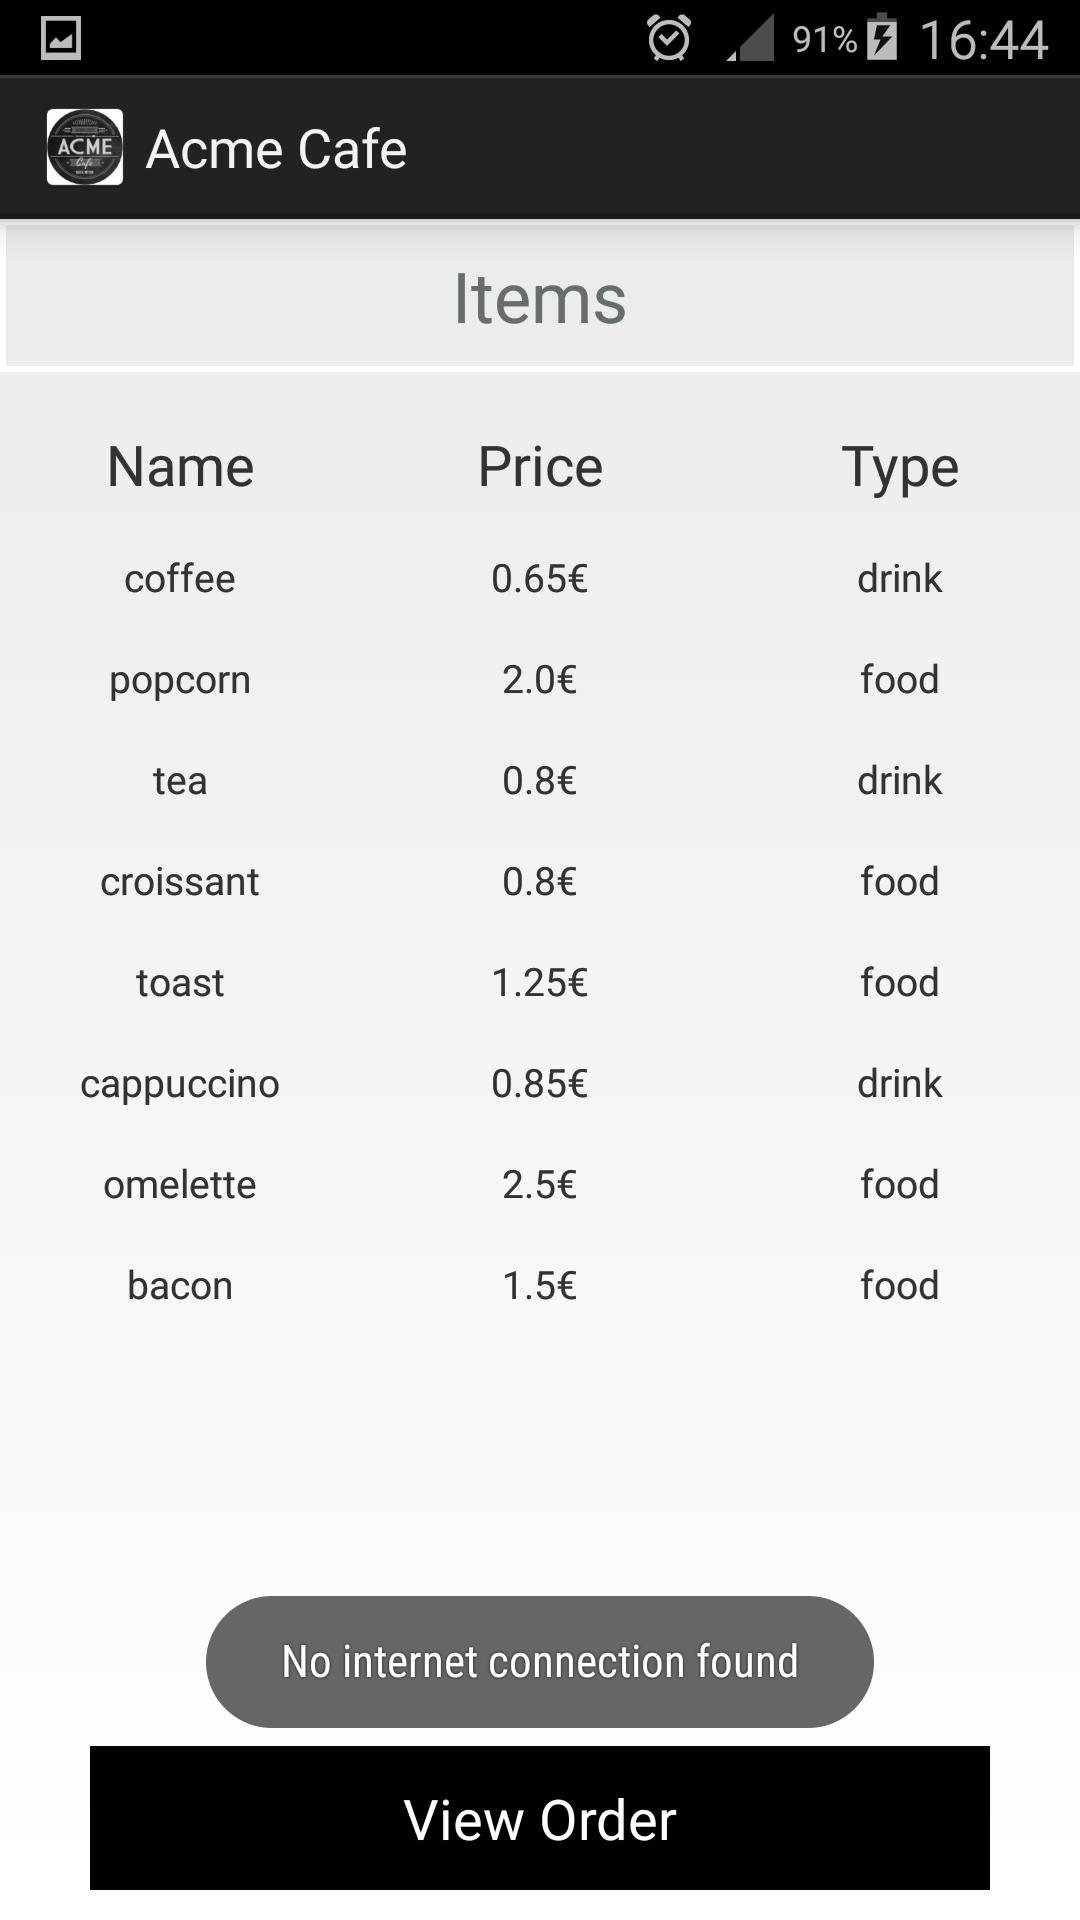 91% 16:44
ACME
Cafe
Acme Cafe
Items
Name Price Type
coffee 0.65€ drink
popcorn 2.0€ food
tea 0.8€ drink
croissant 0.8€ food
toast 1.25€ food
cappuccino 0.85€ drink
omelette 2.5€ food
bacon 1.5€ food
No internet connection found
View Order